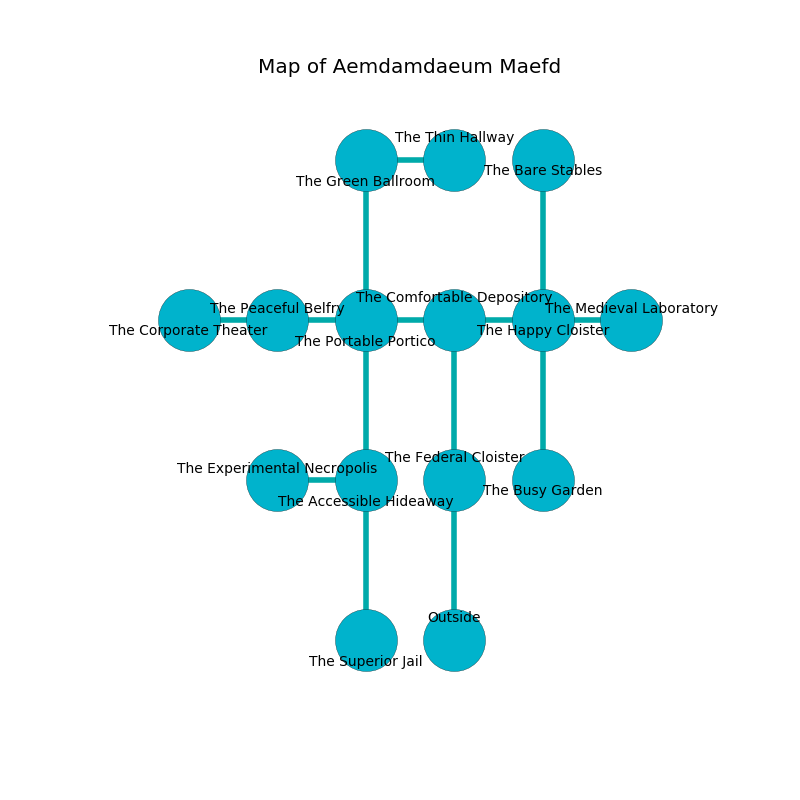 Map of Aemdamdaeum Maefd
The Thin Hallway
The Bare Stables
The Green Ballroom
The Comfortable Depository
The Peaceful Belfry
The Medieval Laboratory
The Corporate Theater
The Happy Cloister
The Portable Portico
The Federal Cloister
The Experimental Necropolis
The Busy Garden
The Accessible Hideaway
Outside
The Superior Jail